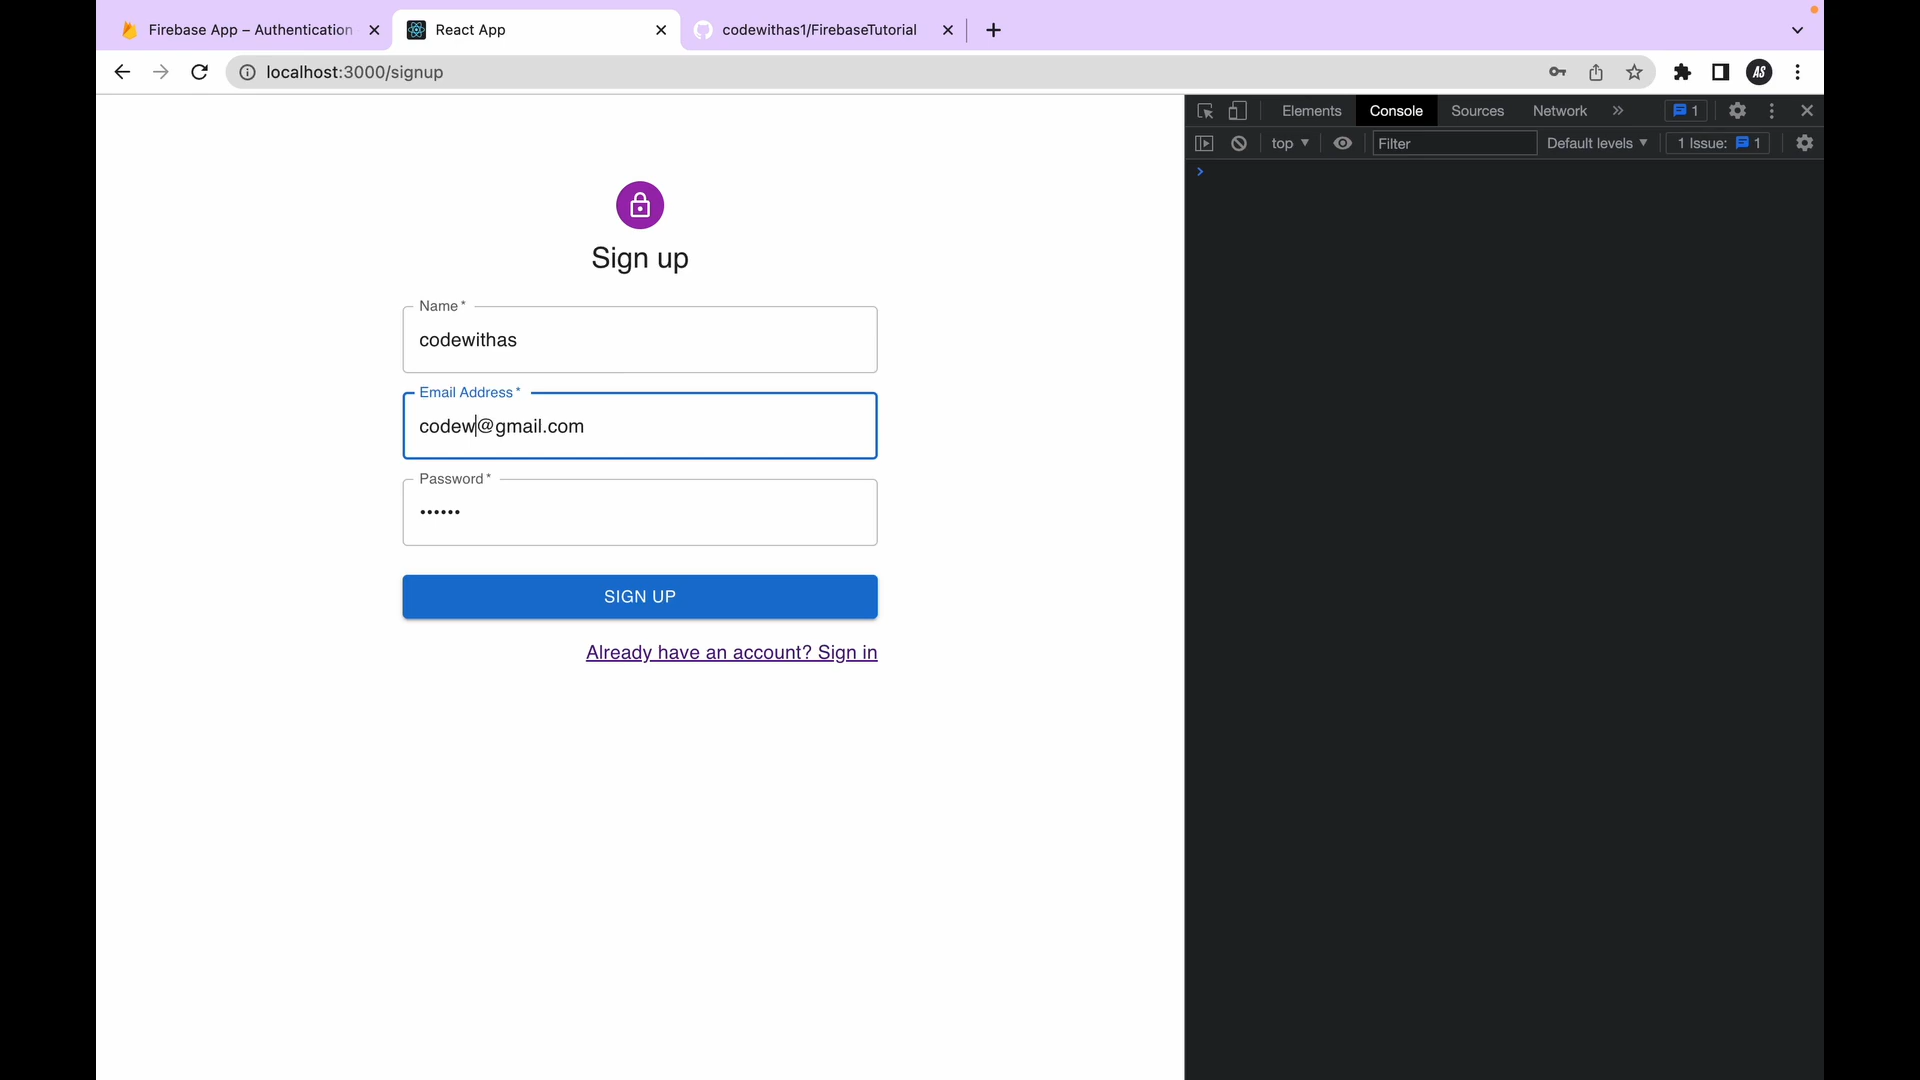 Firebase App – Authentication
React App
codewithas1/FirebaseTutorial
localhost:3000/signup
AS
Elements
Console
Sources
Network
1
top
Filter
Default levels
1 Issue:
1
Sign up
Name *
codewithas
Email Address *
codew@gmail.com
Password *
••••••
SIGN UP
Already have an account? Sign in